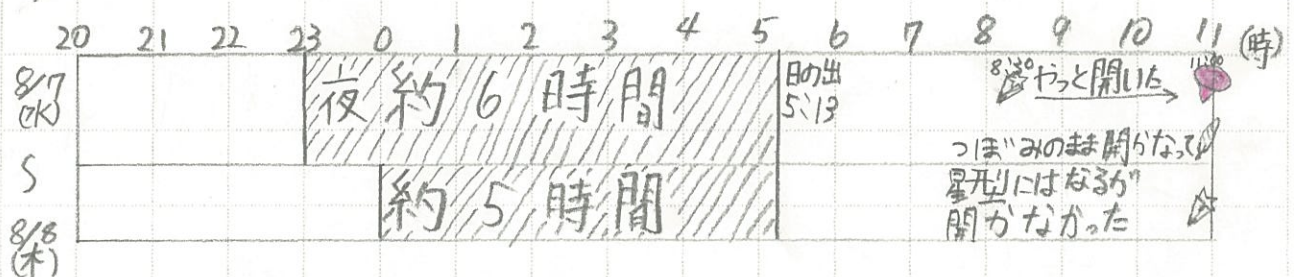 20 21 22 23 0 1 2 3 4 5 6 7 8 9 10 11 (時)
8/7
(水)
夜 約 6 時 間
日の出
5:13
やっと開いた
11:00
つぼみのまま開かなって
S
約 5 時 間
星型にはなるが
開かなかった
8/8
(木)